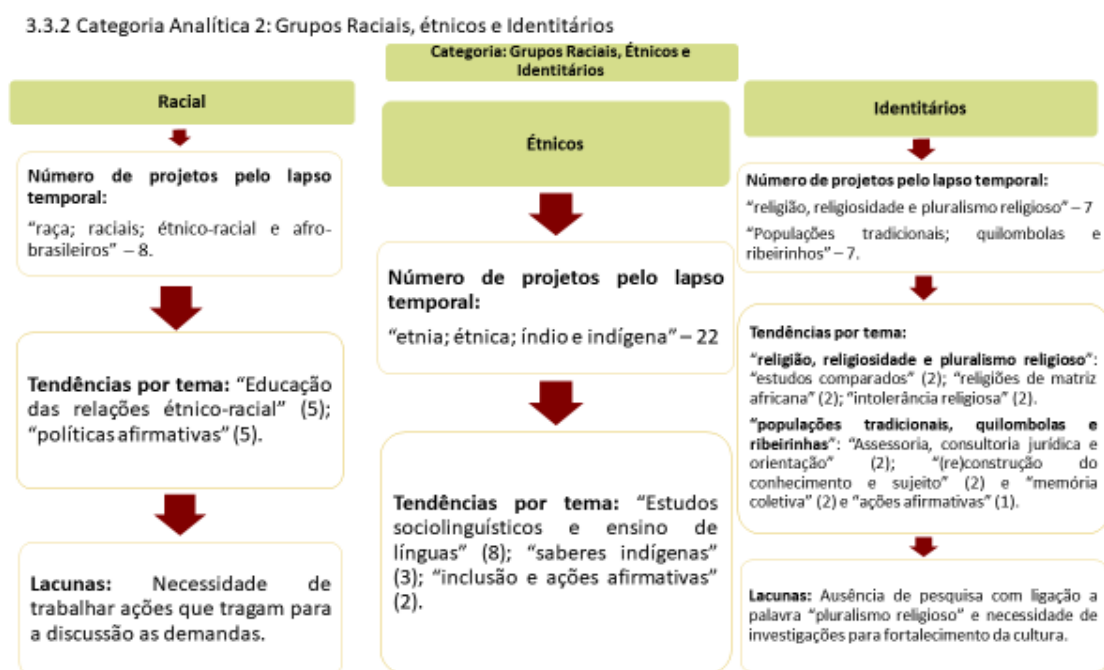 3.3.2 Categoria Analítica 2: Grupos Raciais, étnicos e Identitários
Categoria: Grupos Raciais, Étnicos e
Identitários
Racial
Número de projetos pelo lapso
temporal:
“raça; raciais; étnico-racial e afro-
brasileiros” – 8.
Tendências por tema: “Educação
das relações étnico-racial” (5);
“políticas afirmativas” (5).
Lacunas: Necessidade de
trabalhar ações que tragam para
a discussão as demandas.
Étnicos
Número de projetos pelo lapso
temporal:
“etnia; étnica; índio e indígena” – 22
Tendências por tema: “Estudos
sociolinguísticos e ensino de
línguas” (8); “saberes indígenas”
(3); “inclusão e ações afirmativas”
(2).
Identitários
Número de projetos pelo lapso temporal:
“religião, religiosidade e pluralismo religioso” – 7
“Populações tradicionais; quilombolas e
ribeirinhos” – 7.
Tendências por tema:
“religião, religiosidade e pluralismo religioso”:
“estudos comparados” (2); “religiões de matriz
africana” (2); “intolerância religiosa” (2).
“populações tradicionais, quilombolas e
ribeirinhas”: “Assessoria, consultoria jurídica e
orientação” (2); “(re)construção do
conhecimento e sujeito” (2) e “memória
coletiva” (2) e “ações afirmativas” (1).
Lacunas: Ausência de pesquisa com ligação a
palavra “pluralismo religioso” e necessidade de
investigações para fortalecimento da cultura.